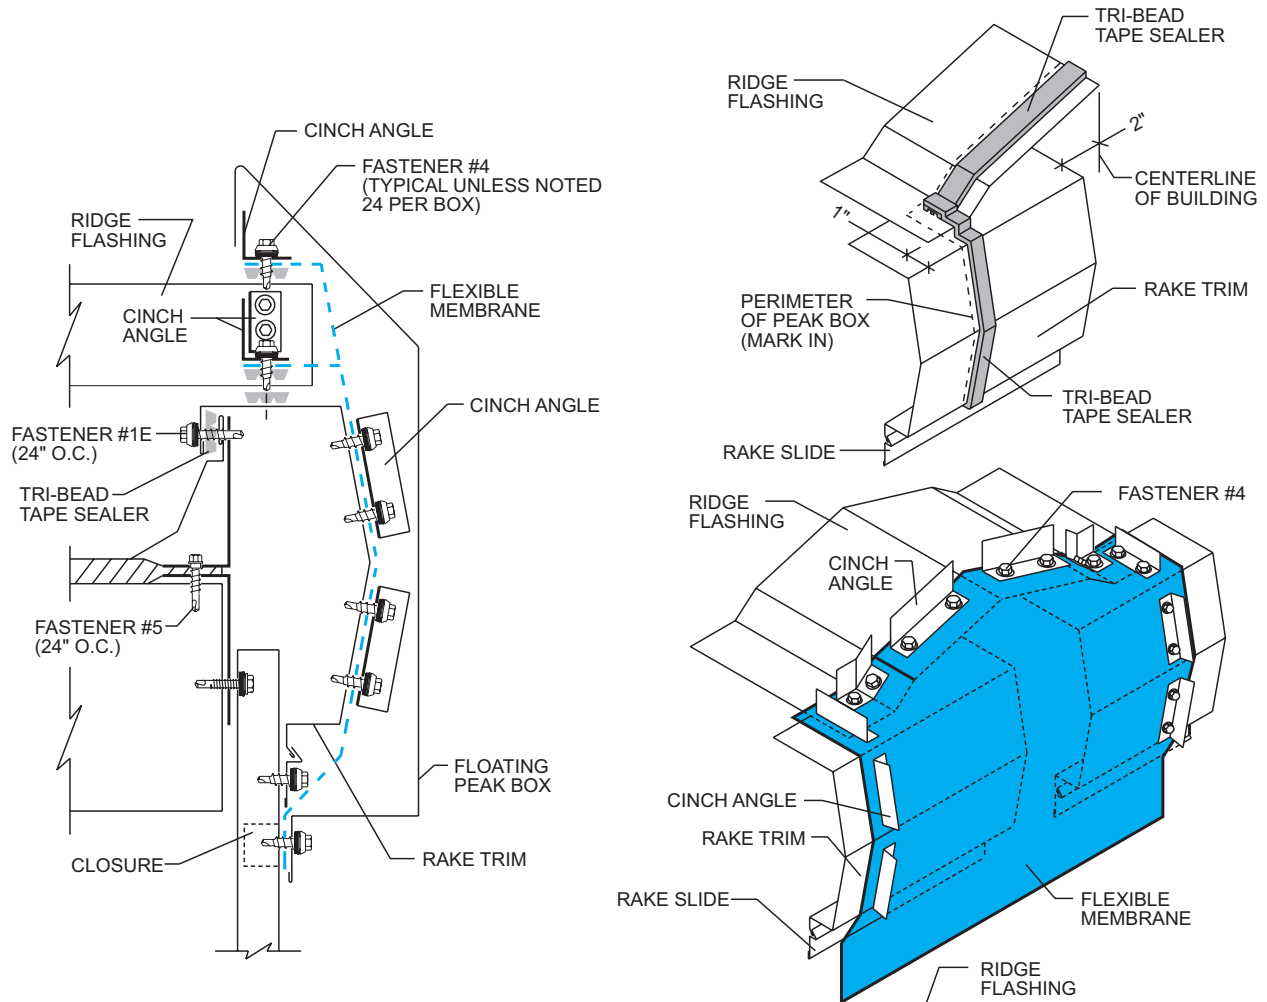 CINCH ANGLE
FASTENER #4
(TYPICAL UNLESS NOTED
24 PER BOX)
RIDGE
FLASHING
CINCH
ANGLE
FLEXIBLE
MEMBRANE
CINCH ANGLE
FASTENER #1E
(24" O.C.)
TRI-BEAD
TAPE SEALER
FASTENER #5
(24" O.C.)
FLOATING
PEAK BOX
CLOSURE
RAKE TRIM
TRI-BEAD
TAPE SEALER
RIDGE
FLASHING
2"
CENTERLINE
OF BUILDING
1"
PERIMETER
OF PEAK BOX
(MARK IN)
RAKE TRIM
TRI-BEAD
TAPE SEALER
RAKE SLIDE
RIDGE
FLASHING
FASTENER #4
CINCH
ANGLE
CINCH ANGLE
RAKE TRIM
RAKE SLIDE
FLEXIBLE
MEMBRANE
RIDGE
FLASHING